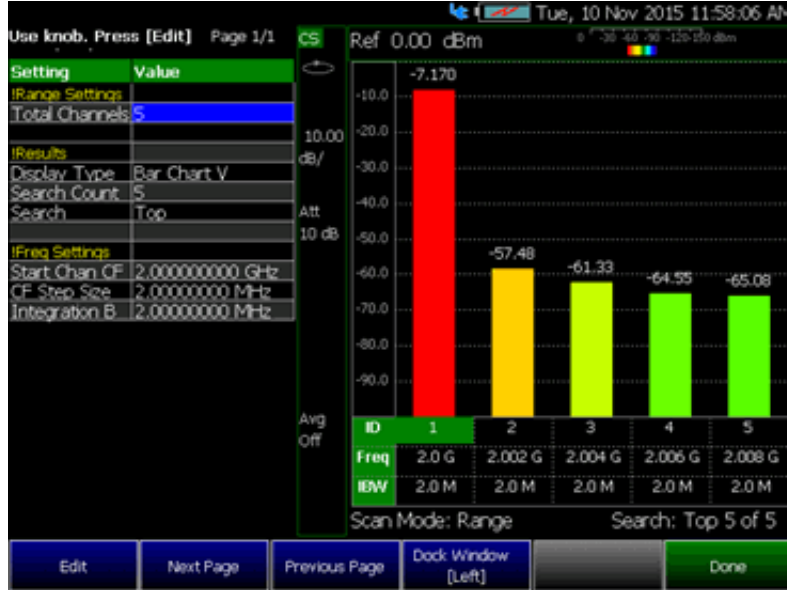 Tue, 10 Nov 2015 11:58:06 AM
Use knob. Press [Edit] Page 1/1
CS
Ref 0.00 dBm
0 -30 -60 -90 -120-150 dBm
Setting Value
!Range Settings
Total Channels 5
!Results
Display Type Bar Chart V
Search Count 5
Search Top
!Freq Settings
Start Chan CF 2.000000000 GHz
CF Step Size 2.00000000 MHz
Integration B 2.00000000 MHz
10.00
dB/
Att
10 dB
Avg
Off
-10.0
-20.0
-30.0
-40.0
-50.0
-60.0
-70.0
-80.0
-90.0
-7.170
-57.48
-61.33
-64.55
-65.08
ID 1 2 3 4 5
Freq 2.0 G 2.002 G 2.004 G 2.006 G 2.008 G
IBW 2.0 M 2.0 M 2.0 M 2.0 M 2.0 M
Scan Mode: Range Search: Top 5 of 5
Edit
Next Page
Previous Page
Dock Window
[Left]
Done